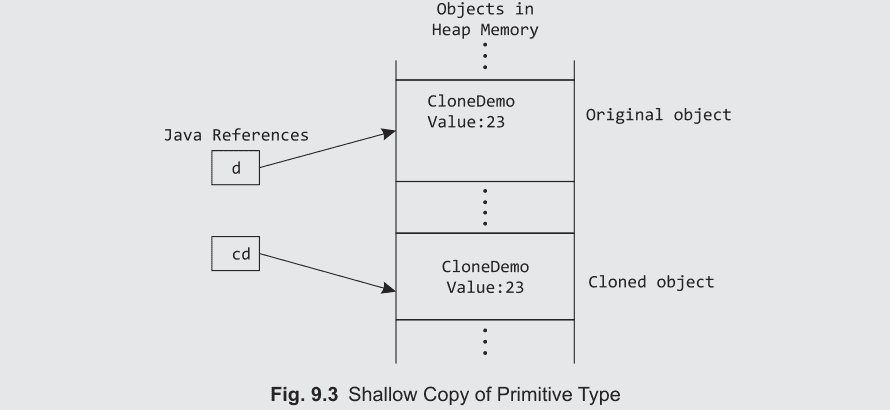 Objects in
Heap Memory
CloneDemo
Value:23
Original object
Java References
d
cd
CloneDemo
Value:23
Cloned object
Fig. 9.3 Shallow Copy of Primitive Type